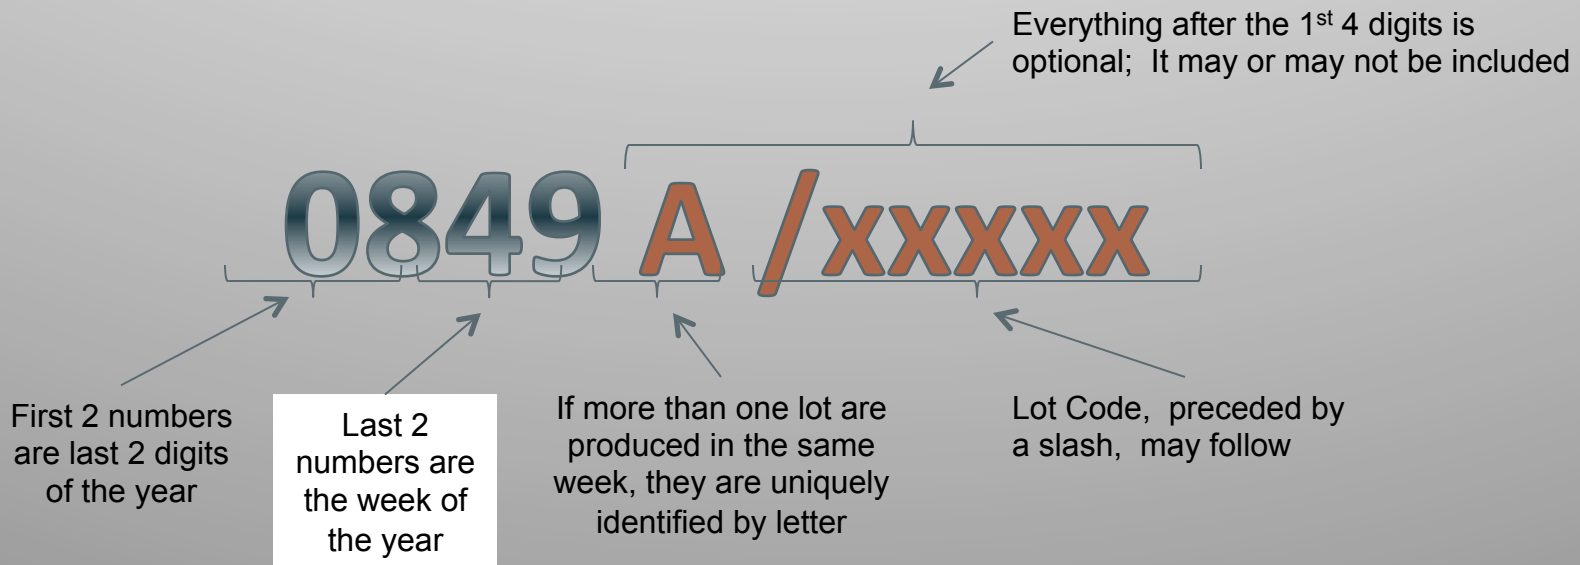 Everything after the 1st 4 digits is
optional;  It may or may not be included
0849 A /xxxxx
First 2 numbers
are last 2 digits
of the year
Last 2
numbers are
the week of
the year
If more than one lot are
produced in the same
week, they are uniquely
identified by letter
Lot Code,  preceded by
a slash,  may follow